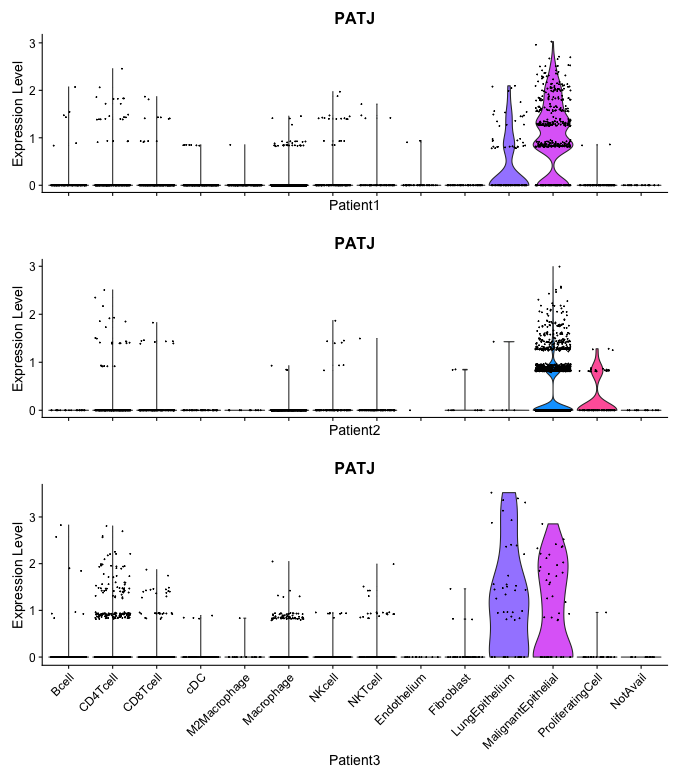 PATJ
Expression Level
3
2
1
0
Patient1
PATJ
Expression Level
3
2
1
0
Patient2
PATJ
Expression Level
3
2
1
0
Bcell
CD4Tcell
CD8Tcell
cDC
M2Macrophage
Macrophage
NKcell
NKTcell
Endothelium
Fibroblast
LungEpithelium
MalignantEpithelial
ProliferatingCell
NotAvail
Patient3